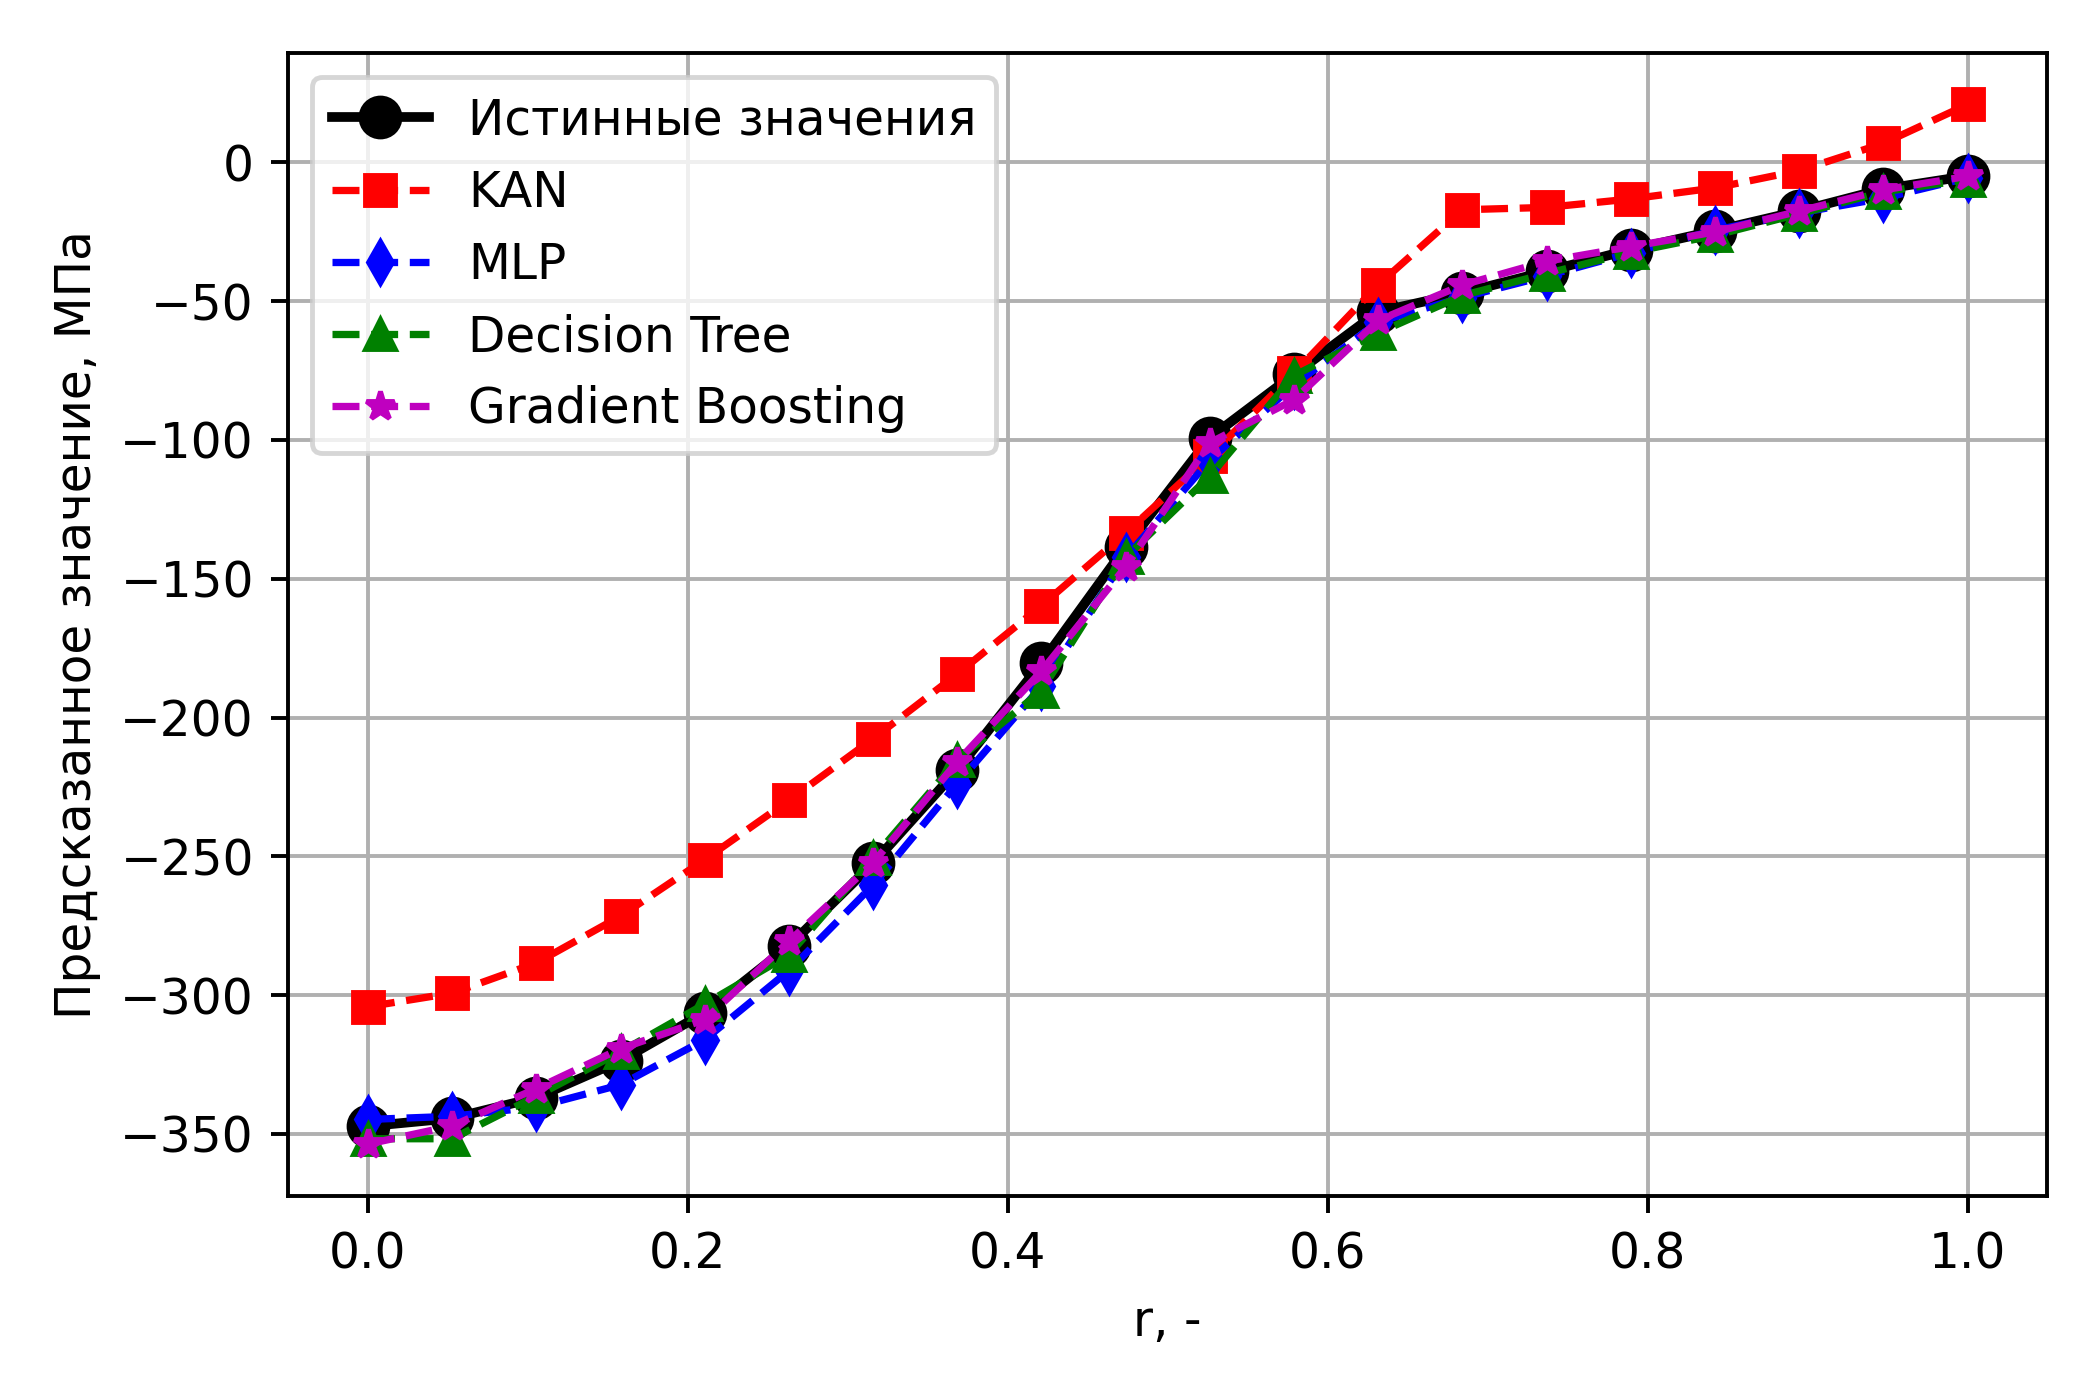 Истинные значения
KAN
MLP
Decision Tree
Gradient Boosting
Предсказанное значение, МПа
0
−50
−100
−150
−200
−250
−300
−350
0.0 0.2 0.4 0.6 0.8 1.0
r, -